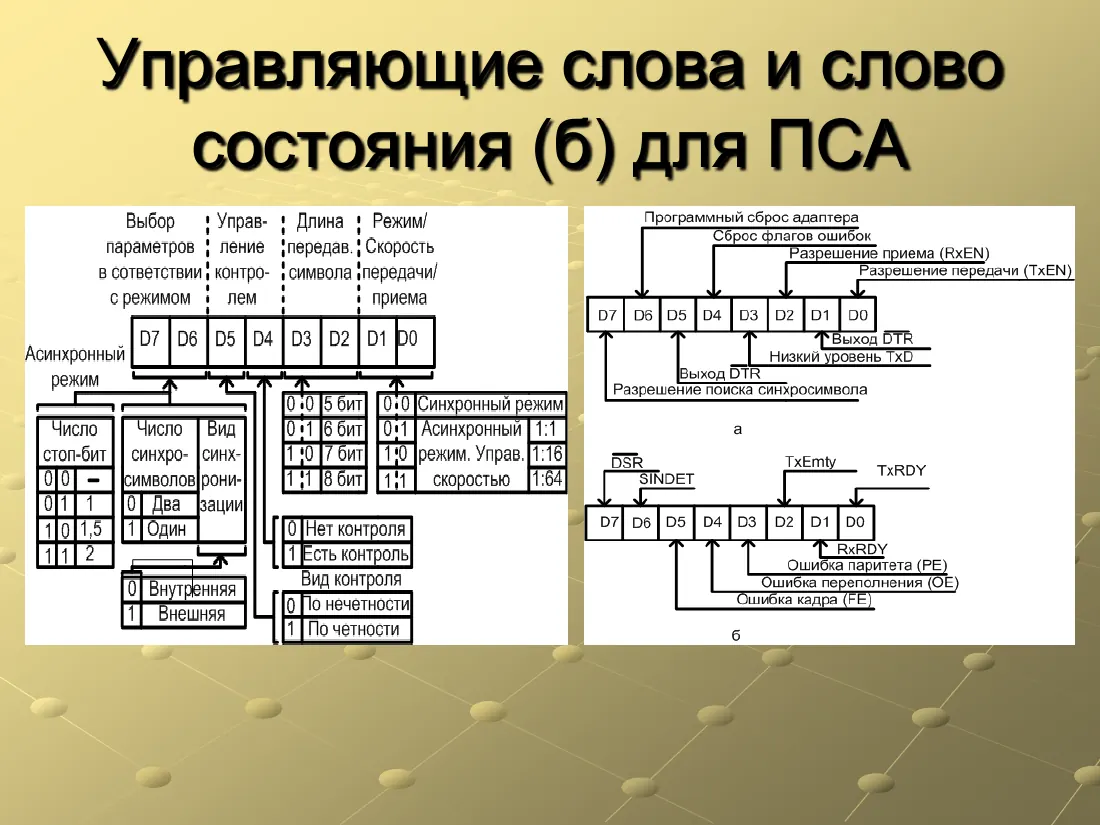 Управляющие слова и слово
состояния (б) для ПСА
Выбор
параметров
в сответствии
с режимом
Управ-
ление
контро-
лем
Длина
передав.
символа
Режим/
Скорость
передачи/
приема
D7 D6 D5 D4 D3 D2 D1 D0
Асинхронный
режим
Число
стоп-бит
0 0 –
0 1 1
1 0 1,5
1 1 2
Число
синхро-
символов
0 Два
1 Один
Вид
синх-
рони-
зации
0 Внутренняя
1 Внешняя
0 0 5 бит
0 1 6 бит
1 0 7 бит
1 1 8 бит
0 0 Синхронный режим
0 1 Асинхронный 1:1
1 0 режим. Управ. 1:16
1 1 скоростью 1:64
0 Нет контроля
1 Есть контроль
Вид контроля
0 По нечетности
1 По четности
Программный сброс адаптера
Сброс флагов ошибок
Разрешение приема (RxEN)
Разрешение передачи (TxEN)
D7 D6 D5 D4 D3 D2 D1 D0
Выход DTR
Низкий уровень TxD
Выход DTR
Разрешение поиска синхросимвола
а
DSR
SINDET
TxEmty
TxRDY
D7 D6 D5 D4 D3 D2 D1 D0
RxRDY
Ошибка паритета (PE)
Ошибка переполнения (OE)
Ошибка кадра (FE)
б